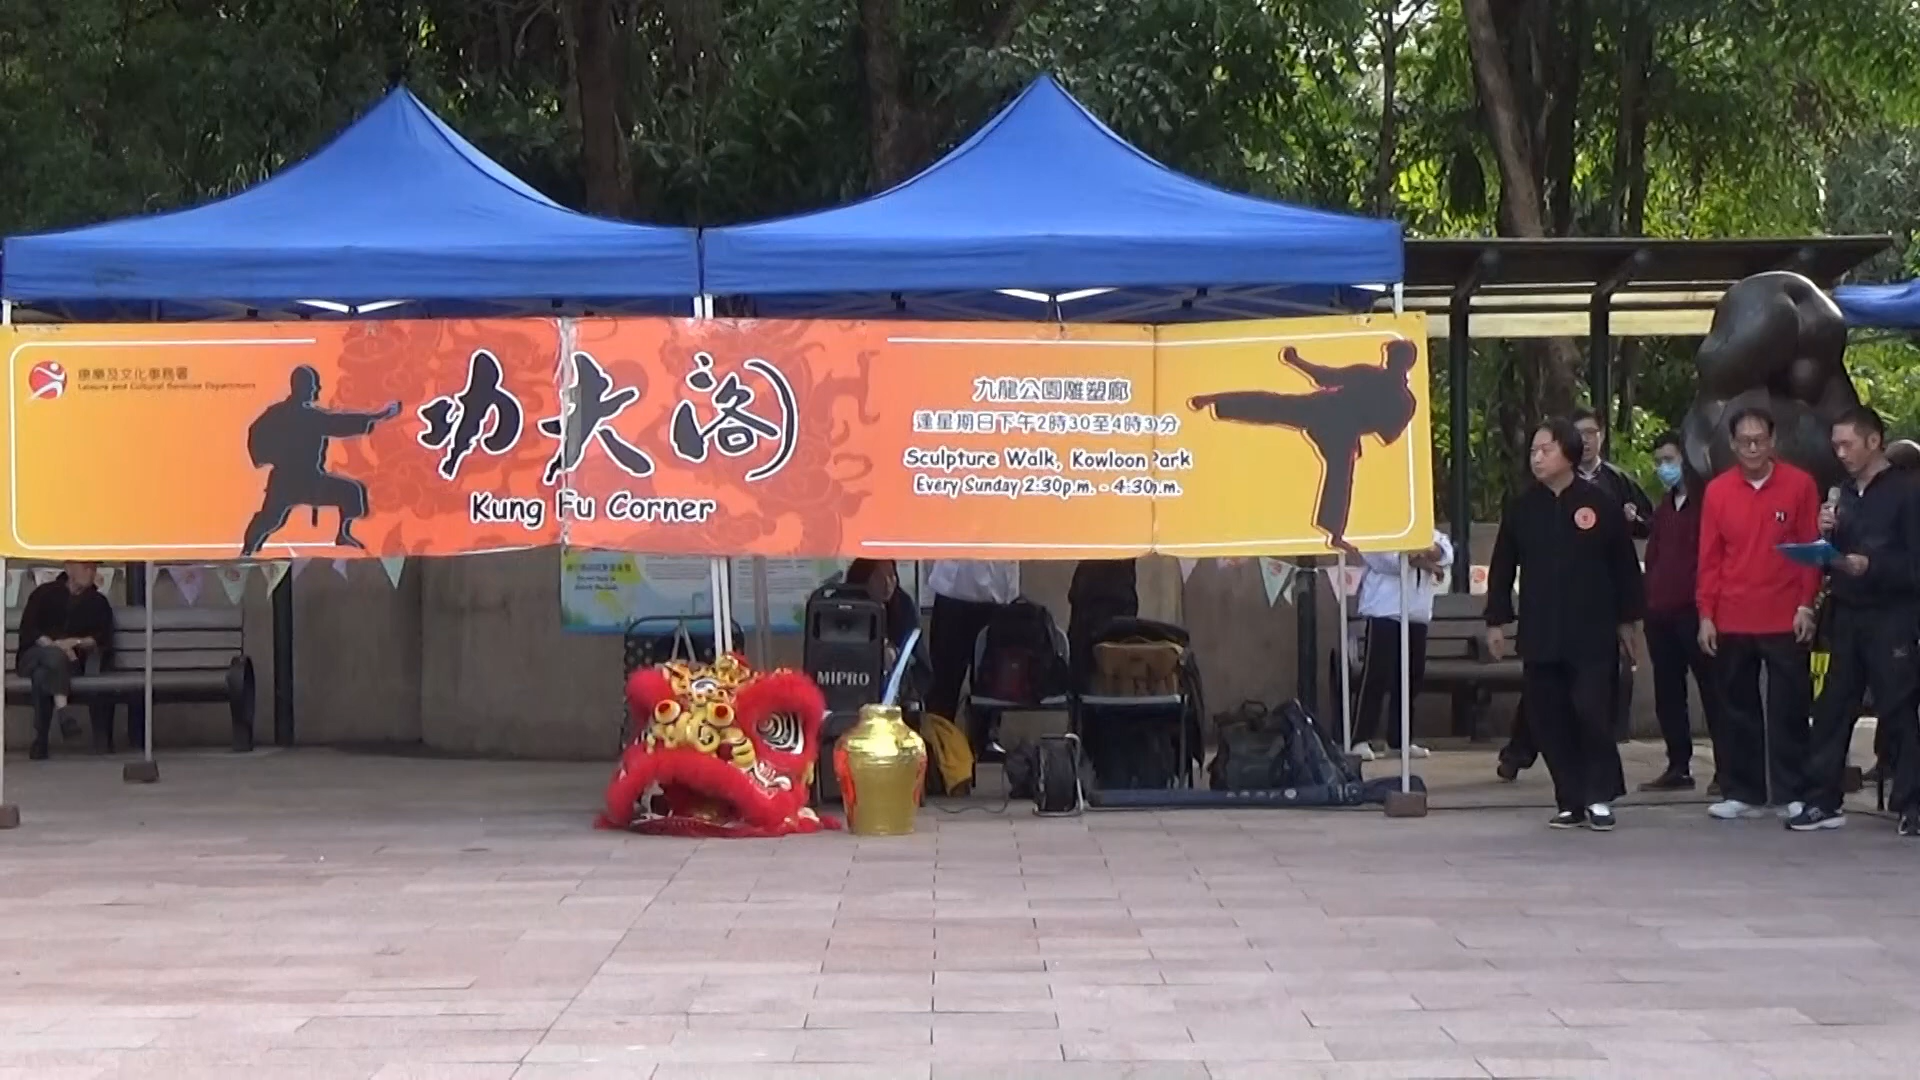 康樂及文化事務署
Leisure and Cultural Services Department
功夫閣
Kung Fu Corner
九龍公園雕塑廊
逢星期日下午2時30至4時30分
Sculpture Walk, Kowloon Park
Every Sunday 2:30p.m. - 4:30p.m.
MIPRO